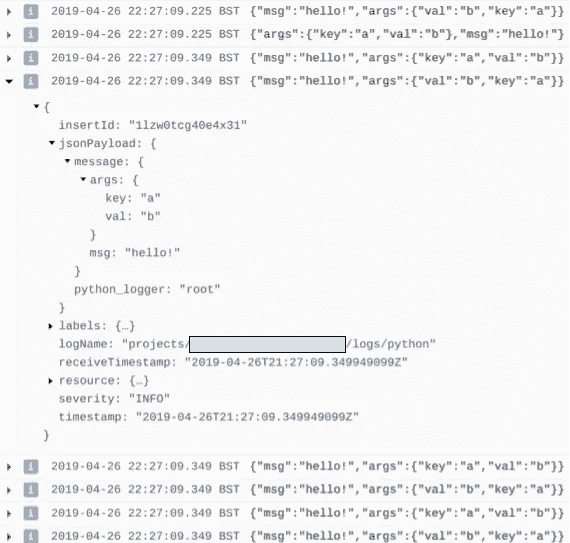 2019-04-26 22:27:09.225 BST {"msg":"hello!","args":{"val":"b","key":"a"}}
2019-04-26 22:27:09.225 BST {"args":{"key":"a","val":"b"},"msg":"hello!"}
2019-04-26 22:27:09.349 BST {"msg":"hello!","args":{"key":"a","val":"b"}}
2019-04-26 22:27:09.349 BST {"msg":"hello!","args":{"val":"b","key":"a"}}
{
insertId: "1lzw0tcg40e4x31"
jsonPayload: {
message: {
args: {
key: "a"
val: "b"
}
msg: "hello!"
}
python_logger: "root"
}
labels: {…}
logName: "projects/ /logs/python"
receiveTimestamp: "2019-04-26T21:27:09.349949099Z"
resource: {…}
severity: "INFO"
timestamp: "2019-04-26T21:27:09.349949099Z"
}
2019-04-26 22:27:09.349 BST {"msg":"hello!","args":{"key":"a","val":"b"}}
2019-04-26 22:27:09.349 BST {"msg":"hello!","args":{"val":"b","key":"a"}}
2019-04-26 22:27:09.349 BST {"msg":"hello!","args":{"key":"a","val":"b"}}
2019-04-26 22:27:09.349 BST {"msg":"hello!","args":{"val":"b","key":"a"}}